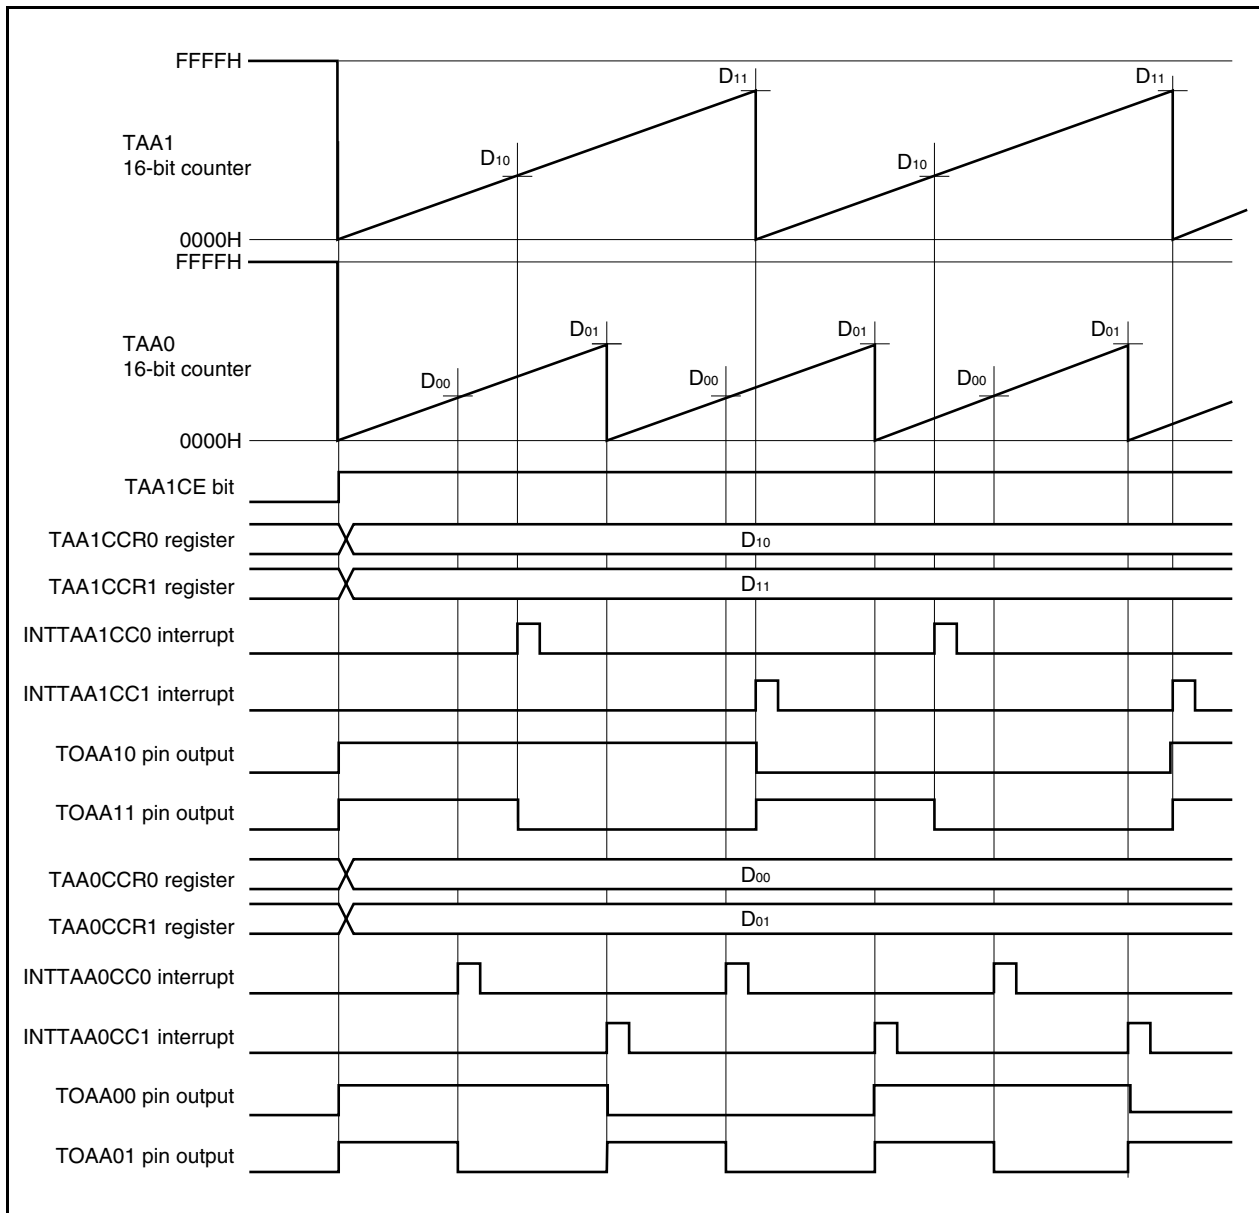 FFFFH
D11
D11
TAA1
16-bit counter
D10
D10
0000H
FFFFH
D01
D01
D01
TAA0
16-bit counter
D00
D00
D00
0000H
TAA1CE bit
TAA1CCR0 register
D10
TAA1CCR1 register
D11
INTTAA1CC0 interrupt
INTTAA1CC1 interrupt
TOAA10 pin output
TOAA11 pin output
TAA0CCR0 register
D00
TAA0CCR1 register
D01
INTTAA0CC0 interrupt
INTTAA0CC1 interrupt
TOAA00 pin output
TOAA01 pin output